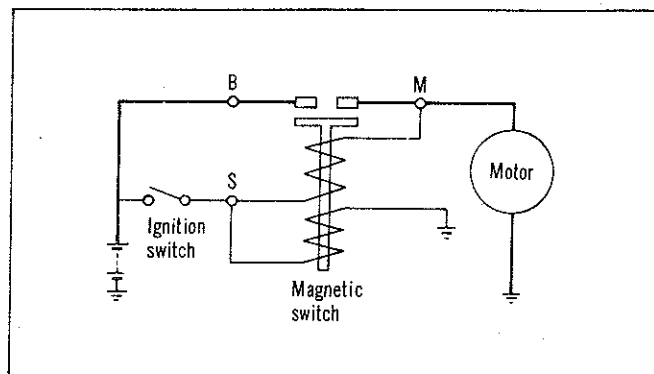 B
M
S
Motor
Ignition
switch
Magnetic
switch